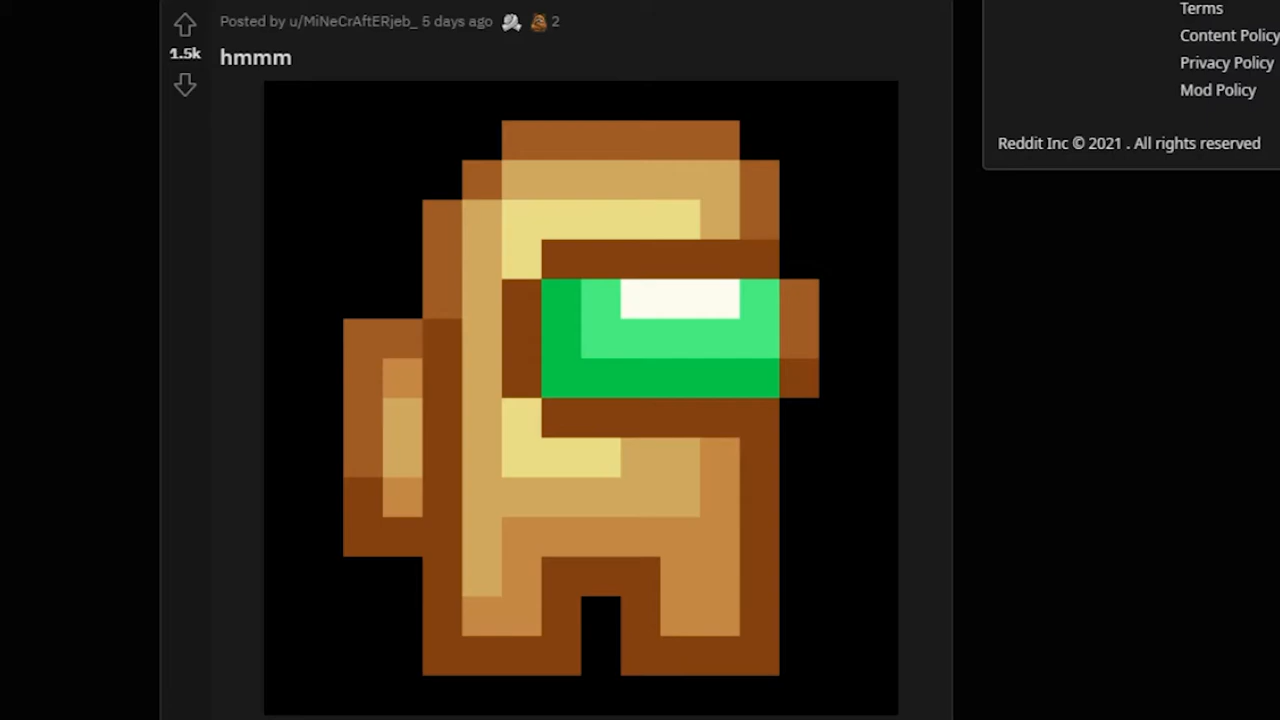 Posted by u/MiNeCrAftERjeb_ 5 days ago 2
1.5k
hmmm
Terms
Content Policy
Privacy Policy
Mod Policy
Reddit Inc © 2021 . All rights reserved